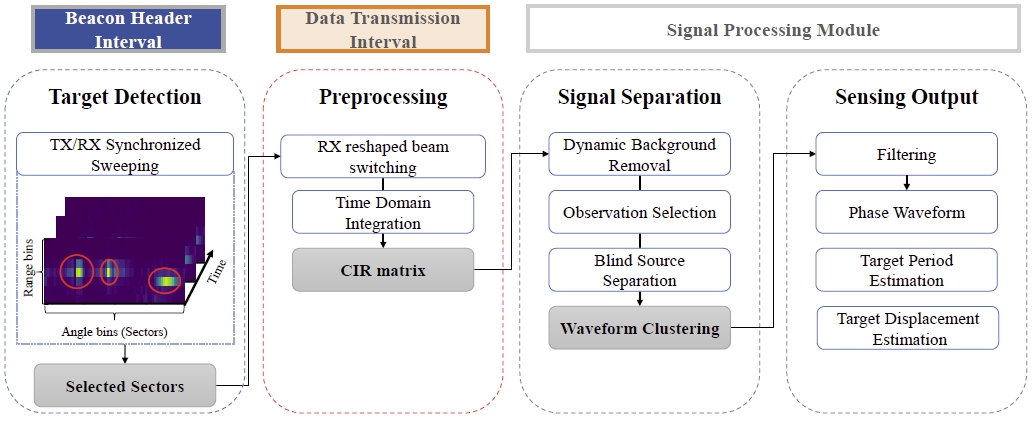 Beacon Header
Interval
Data Transmission
Interval
Signal Processing Module
Target Detection
TX/RX Synchronized
Sweeping
Range bins
Time
Angle bins (Sectors)
Selected Sectors
Preprocessing
RX reshaped beam
switching
Time Domain
Integration
CIR matrix
Signal Separation
Dynamic Background
Removal
Observation Selection
Blind Source
Separation
Waveform Clustering
Sensing Output
Filtering
Phase Waveform
Target Period
Estimation
Target Displacement
Estimation